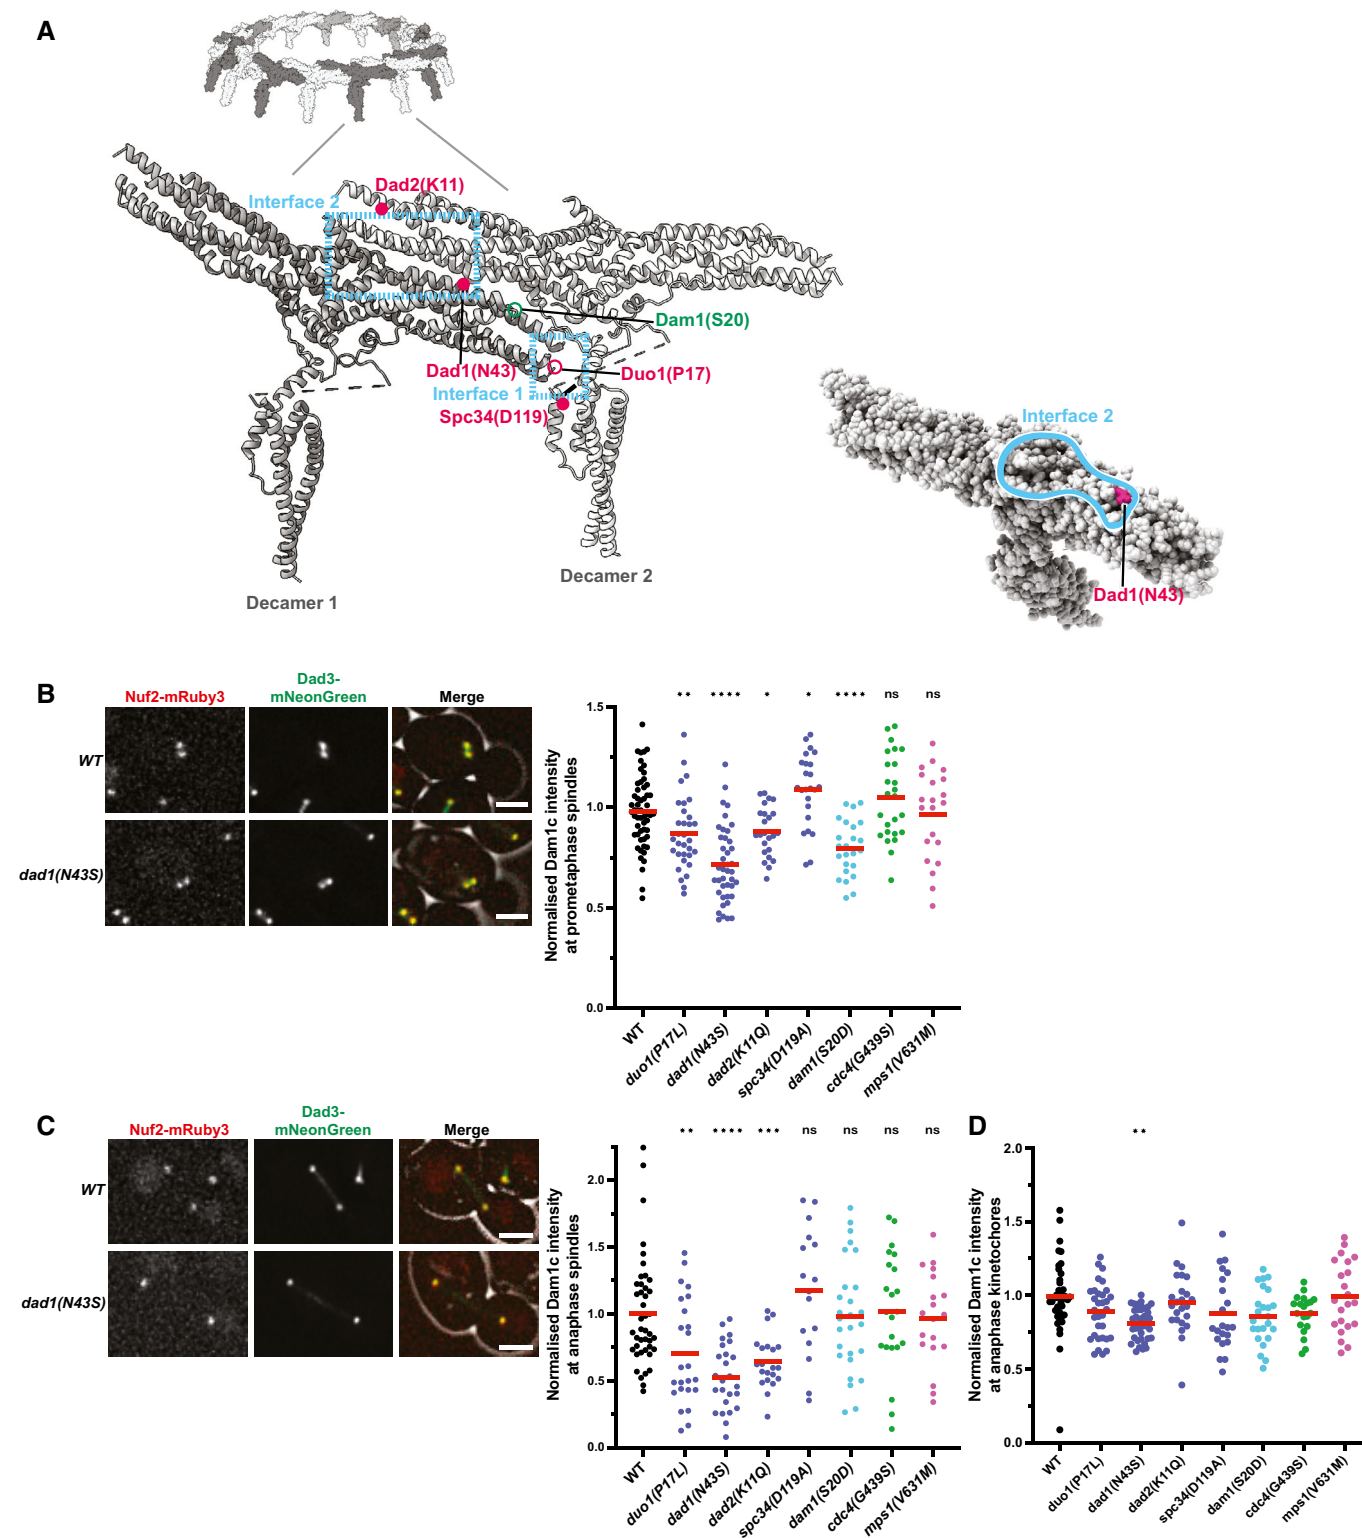 A
Interface 2
Dad2(K11)
Dam1(S20)
Dad1(N43)
Duo1(P17)
Interface 1
Spc34(D119)
Decamer 1
Decamer 2
Interface 2
Dad1(N43)
B
Nuf2-mRuby3
Dad3-
mNeonGreen
Merge
WT
dad1(N43S)
Normalised Dam1c intensity
at prometaphase spindles
1.5
1.0
0.5
0.0
** **** * * **** ns ns
WT
duo1(P17L)
dad1(N43S)
dad2(K11Q)
spc34(D119A)
dam1(S20D)
cdc4(G439S)
mps1(V631M)
C
Nuf2-mRuby3
Dad3-
mNeonGreen
Merge
WT
dad1(N43S)
Normalised Dam1c intensity
at anaphase spindles
2.0
1.5
1.0
0.5
0.0
** **** *** ns ns ns ns
WT
duo1(P17L)
dad1(N43S)
dad2(K11Q)
spc34(D119A)
dam1(S20D)
cdc4(G439S)
mps1(V631M)
D
Normalised Dam1c intensity
at anaphase kinetochores
2.0
1.5
1.0
0.5
0.0
**
WT
duo1(P17L)
dad1(N43S)
dad2(K11Q)
spc34(D119A)
dam1(S20D)
cdc4(G439S)
mps1(V631M)